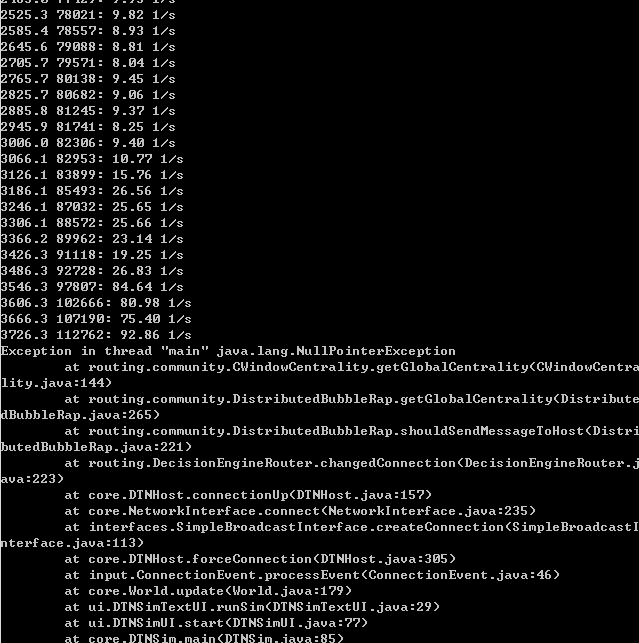 2525.3 78021: 9.82 1/s
2585.4 78557: 8.93 1/s
2645.6 79088: 8.81 1/s
2705.7 79571: 8.04 1/s
2765.7 80138: 9.45 1/s
2825.7 80682: 9.06 1/s
2885.8 81245: 9.37 1/s
2945.9 81741: 8.25 1/s
3006.0 82306: 9.40 1/s
3066.1 82953: 10.77 1/s
3126.1 83899: 15.76 1/s
3186.1 85493: 26.56 1/s
3246.1 87032: 25.65 1/s
3306.1 88572: 25.66 1/s
3366.2 89962: 23.14 1/s
3426.3 91118: 19.25 1/s
3486.3 92728: 26.83 1/s
3546.3 97807: 84.64 1/s
3606.3 102666: 80.98 1/s
3666.3 107190: 75.40 1/s
3726.3 112762: 92.86 1/s
Exception in thread "main" java.lang.NullPointerException
at routing.community.CWindowCentrality.getGlobalCentrality(CWindowCentra
lity.java:144)
at routing.community.DistributedBubbleRap.getGlobalCentrality(Distribute
dBubbleRap.java:265)
at routing.community.DistributedBubbleRap.shouldSendMessageToHost(Distri
butedBubbleRap.java:221)
at routing.DecisionEngineRouter.changedConnection(DecisionEngineRouter.j
ava:223)
at core.DTNHost.connectionUp(DTNHost.java:157)
at core.NetworkInterface.connect(NetworkInterface.java:235)
at interfaces.SimpleBroadcastInterface.createConnection(SimpleBroadcastI
nterface.java:113)
at core.DTNHost.forceConnection(DTNHost.java:305)
at input.ConnectionEvent.processEvent(ConnectionEvent.java:46)
at core.World.update(World.java:179)
at ui.DTNSimTextUI.runSim(DTNSimTextUI.java:29)
at ui.DTNSimUI.start(DTNSimUI.java:77)
at core.DTNSim.main(DTNSim.java:85)